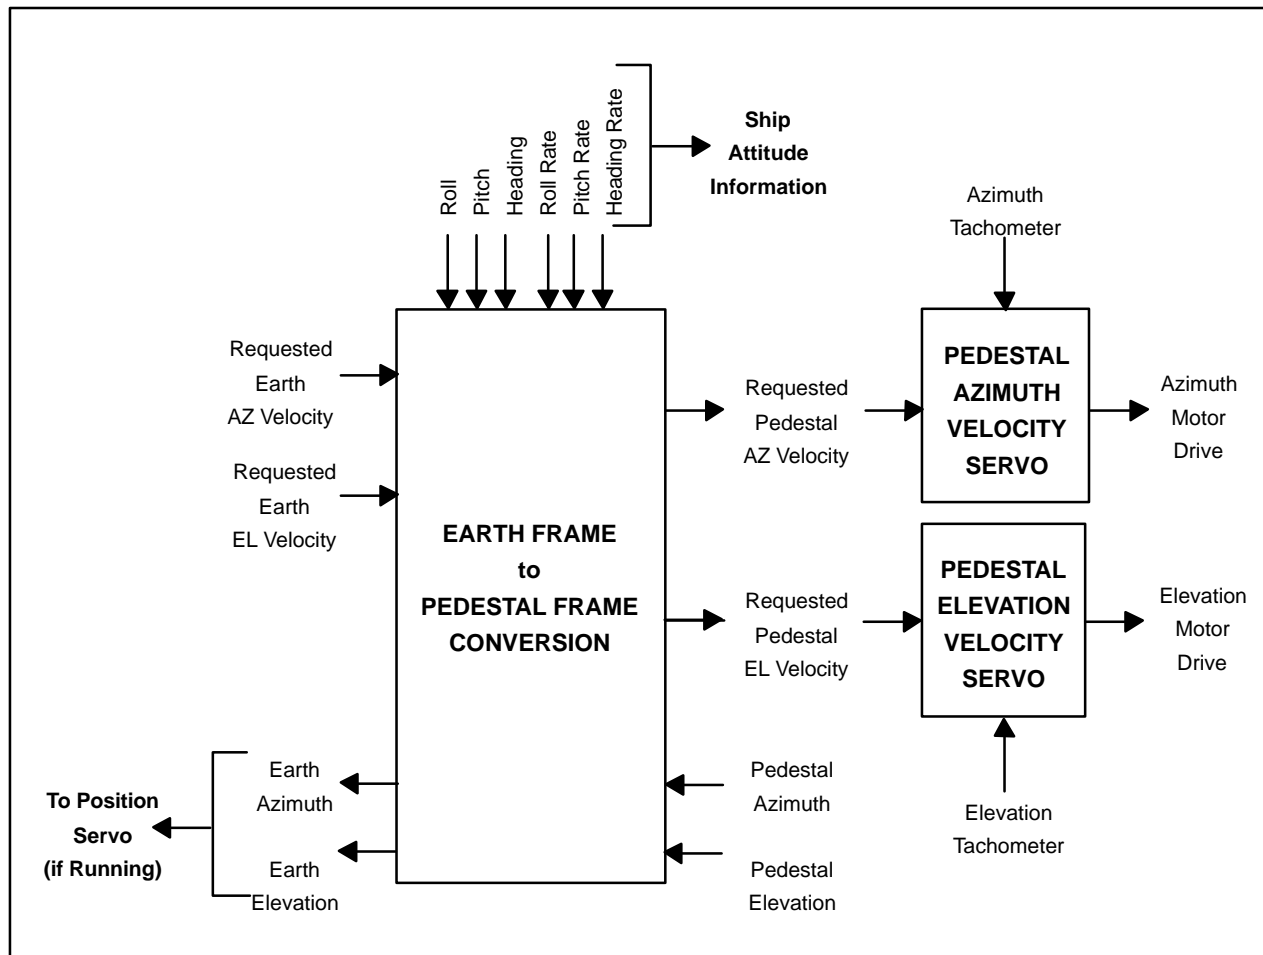 Roll
Pitch
Heading
Roll Rate
Pitch Rate
Heading Rate
Ship
Attitude
Information
Azimuth
Tachometer
Requested
Earth
AZ Velocity
Requested
Earth
EL Velocity
EARTH FRAME
to
PEDESTAL FRAME
CONVERSION
Requested
Pedestal
AZ Velocity
PEDESTAL
AZIMUTH
VELOCITY
SERVO
Azimuth
Motor
Drive
Requested
Pedestal
EL Velocity
PEDESTAL
ELEVATION
VELOCITY
SERVO
Elevation
Motor
Drive
To Position
Servo
(if Running)
Earth
Azimuth
Earth
Elevation
Pedestal
Azimuth
Pedestal
Elevation
Elevation
Tachometer